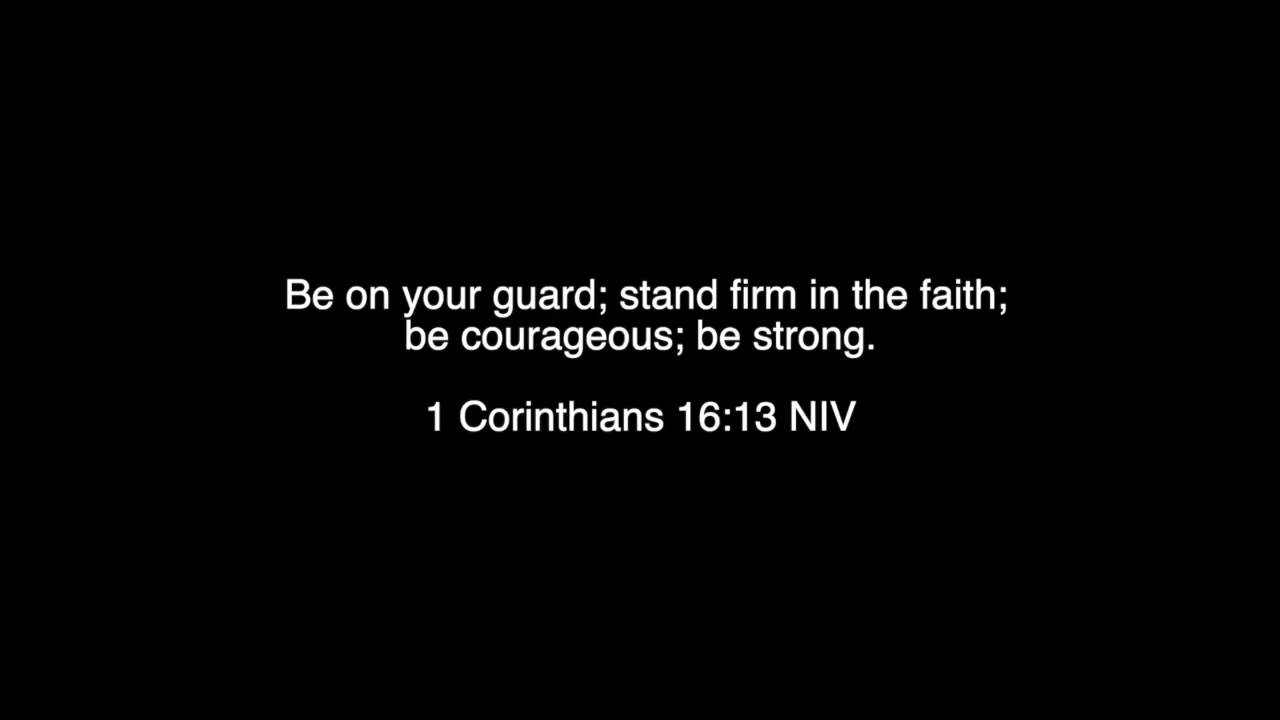 Be on your guard; stand firm in the faith;
be courageous; be strong.
1 Corinthians 16:13 NIV